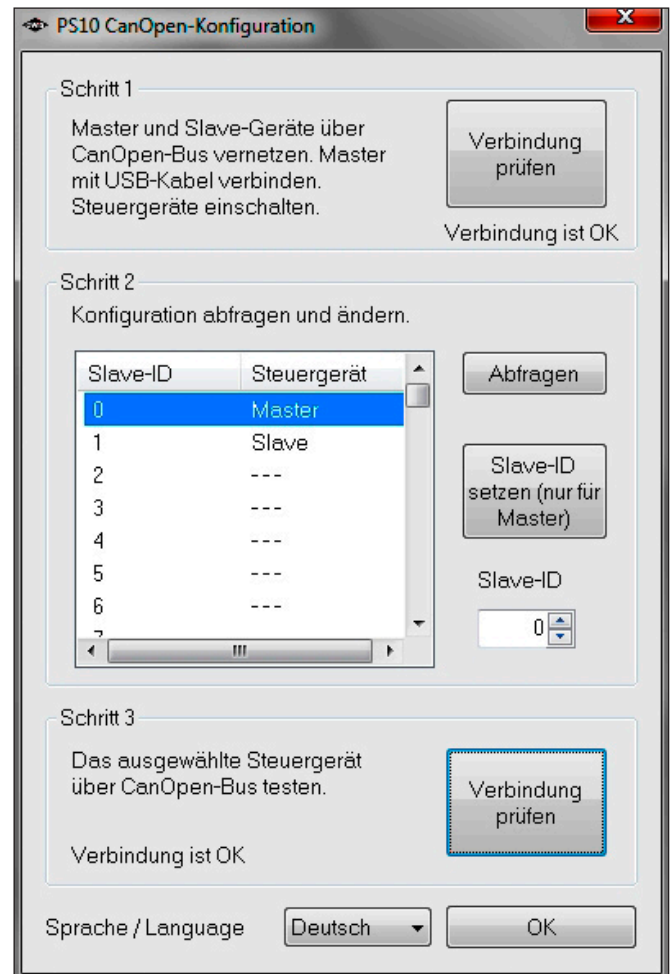 PS10 CanOpen-Konfiguration
Schritt 1
Master und Slave-Geräte über
CanOpen-Bus vernetzen. Master
mit USB-Kabel verbinden.
Steuergeräte einschalten.
Verbindung
prüfen
Verbindung ist OK
Schritt 2
Konfiguration abfragen und ändern.
Slave-ID Steuergerät
0 Master
1 Slave
2 ---
3 ---
4 ---
5 ---
6 ---
Abfragen
Slave-ID
setzen (nur für
Master)
Slave-ID
0
Schritt 3
Das ausgewählte Steuergerät
über CanOpen-Bus testen.
Verbindung ist OK
Verbindung
prüfen
Sprache / Language
Deutsch
OK